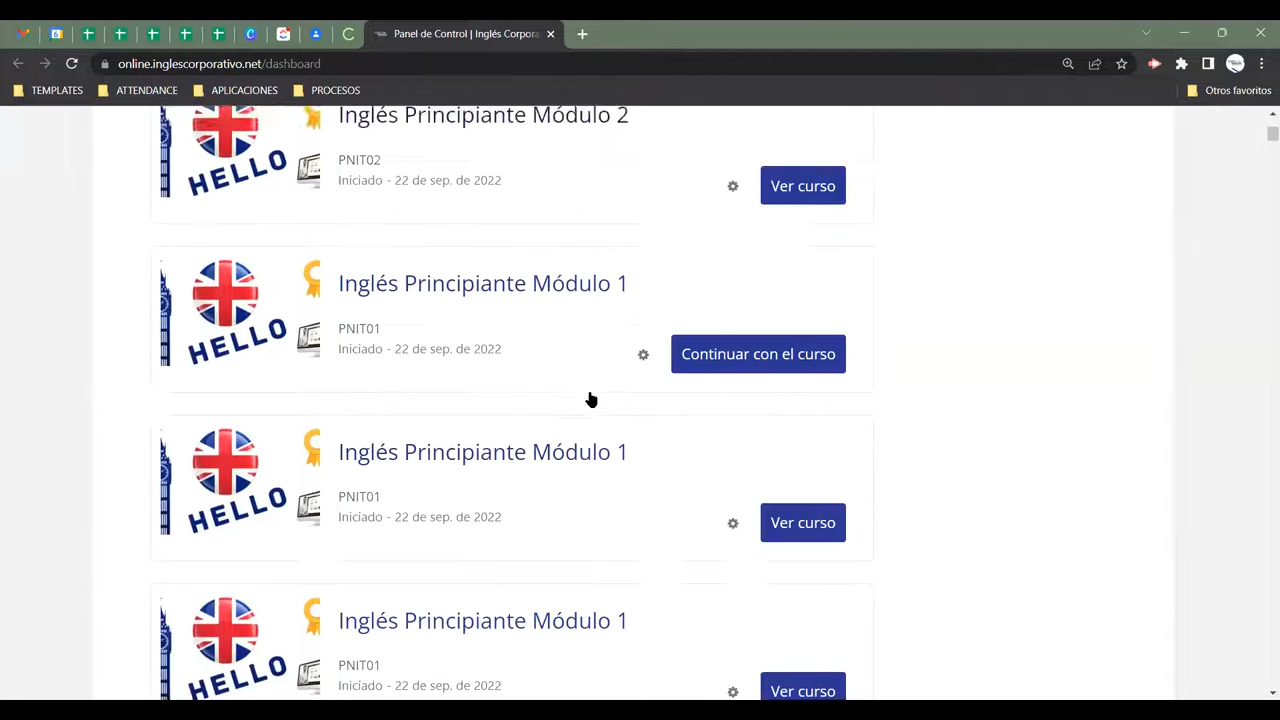 Panel de Control | Inglés Corpora
online.inglescorporativo.net/dashboard
TEMPLATES ATTENDANCE APLICACIONES PROCESOS Otros favoritos
Inglés Principiante Módulo 2
PNIT02
Iniciado - 22 de sep. de 2022
Ver curso
HELLO
Inglés Principiante Módulo 1
PNIT01
Iniciado - 22 de sep. de 2022
Continuar con el curso
HELLO
Inglés Principiante Módulo 1
PNIT01
Iniciado - 22 de sep. de 2022
Ver curso
HELLO
Inglés Principiante Módulo 1
PNIT01
Iniciado - 22 de sep. de 2022
Ver curso
HELLO